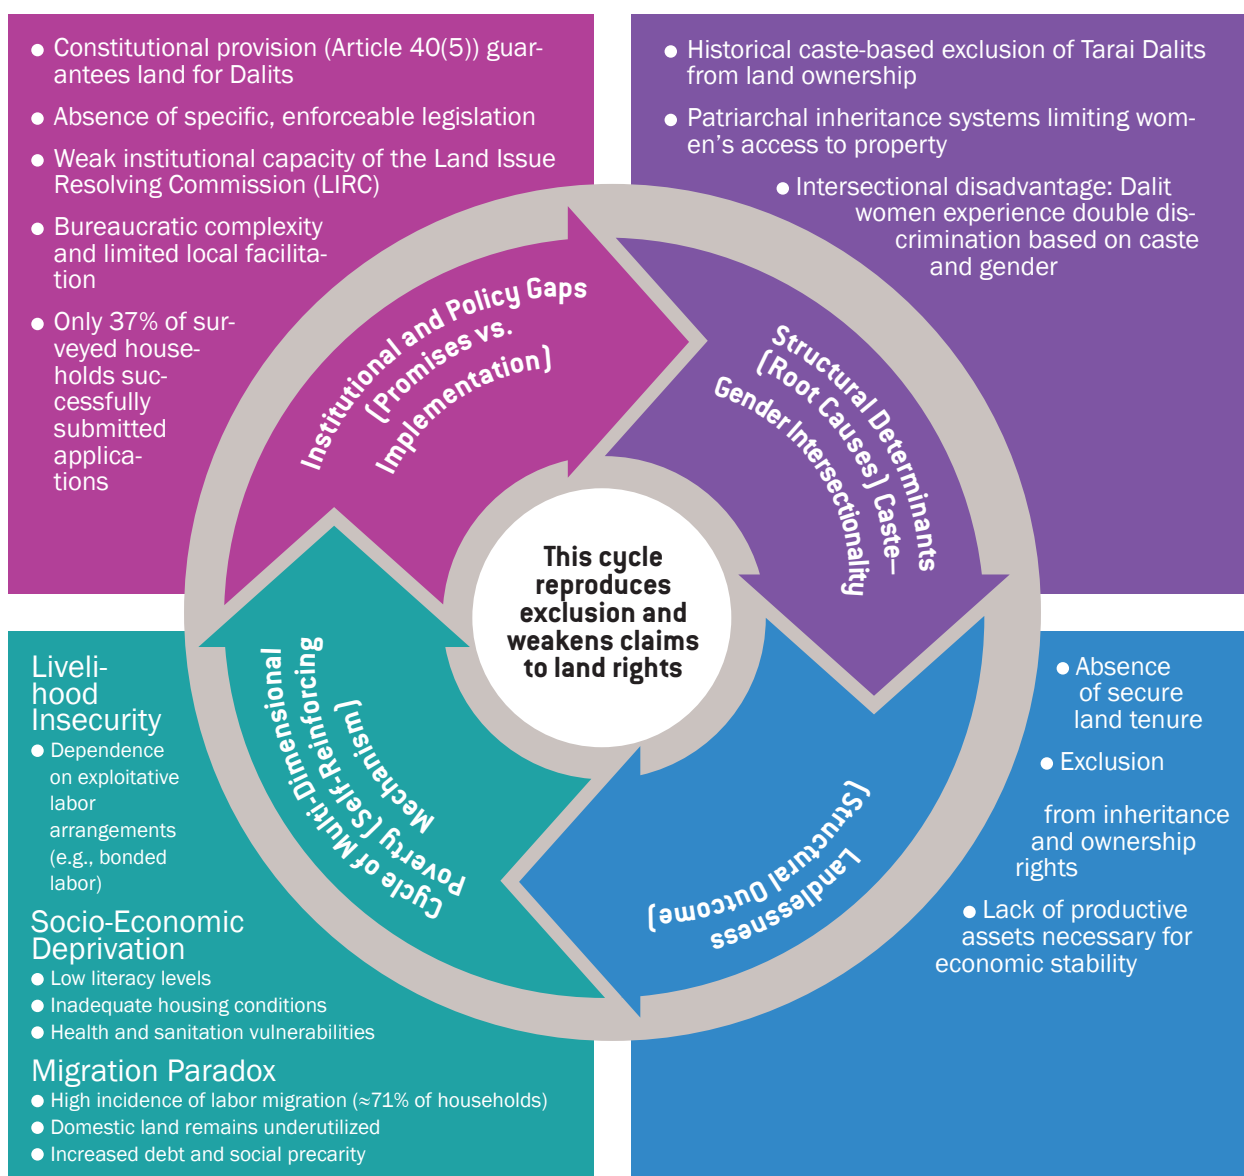 ● Constitutional provision (Article 40(5)) guar-
antees land for Dalits
● Absence of specific, enforceable legislation
● Weak institutional capacity of the Land Issue
Resolving Commission (LIRC)
● Bureaucratic complexity
and limited local facilita-
tion
● Only 37% of sur-
veyed house-
holds suc-
cessfully
submitted
applica-
tions
● Historical caste-based exclusion of Tarai Dalits
from land ownership
● Patriarchal inheritance systems limiting wom-
en’s access to property
● Intersectional disadvantage: Dalit
women experience double dis-
crimination based on caste
and gender
Institutional and Policy Gaps
(Promises vs.
Implementation)
Structural Determinants
(Root Causes) Caste—
Gender Intersectionality
This cycle
reproduces
exclusion and
weakens claims
to land rights
Cycle of Multi-Dimensional
Poverty (Self-Reinforcing
Mechanism)
Landlessness
(Structural Outcome)
Liveli-
hood
Insecurity
● Dependence
on exploitative
labor
arrangements
(e.g., bonded
labor)
Socio-Economic
Deprivation
● Low literacy levels
● Inadequate housing conditions
● Health and sanitation vulnerabilities
Migration Paradox
● High incidence of labor migration (≈71% of households)
● Domestic land remains underutilized
● Increased debt and social precarity
● Absence
of secure
land tenure
● Exclusion
from inheritance
and ownership
rights
● Lack of productive
assets necessary for
economic stability